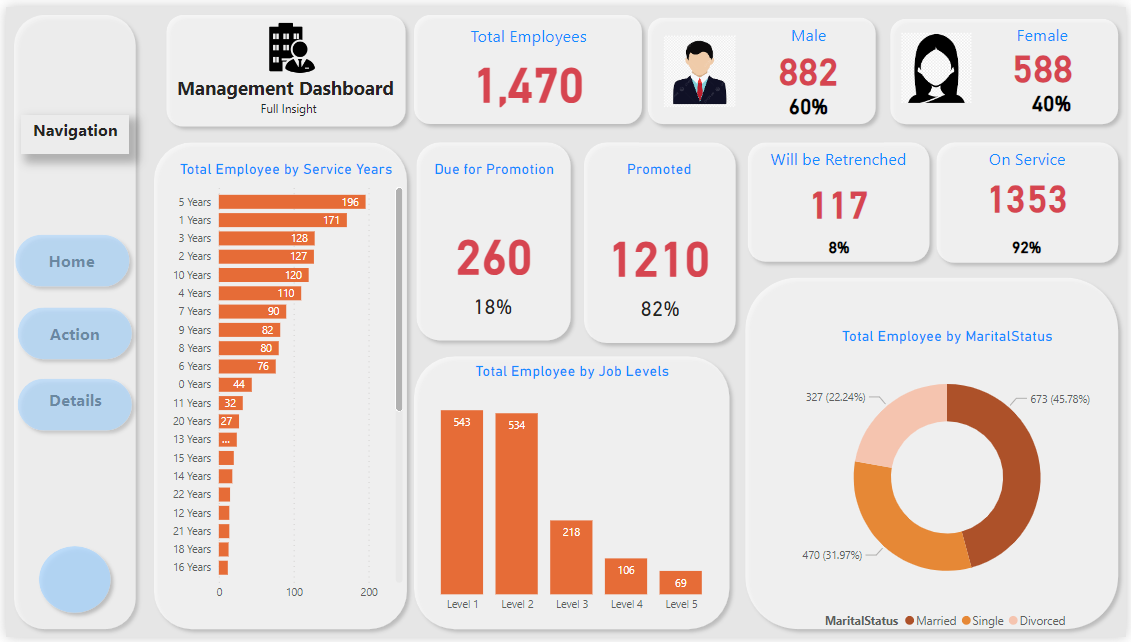 Navigation
Home
Action
Details
Management Dashboard
Full Insight
Total Employees
1,470
Male
882
60%
Female
588
40%
Total Employee by Service Years
5 Years 196
1 Years 171
3 Years 128
2 Years 127
10 Years 120
4 Years 110
7 Years 90
9 Years 82
8 Years 80
6 Years 76
0 Years 44
11 Years 32
20 Years 27
13 Years ...
15 Years
14 Years
22 Years
12 Years
21 Years
18 Years
16 Years
0 100 200
Due for Promotion
260
18%
Promoted
1210
82%
Will be Retrenched
117
8%
On Service
1353
92%
Total Employee by Job Levels
543 534 218 106 69
Level 1 Level 2 Level 3 Level 4 Level 5
Total Employee by MaritalStatus
327 (22.24%)
673 (45.78%)
470 (31.97%)
MaritalStatus Married Single Divorced